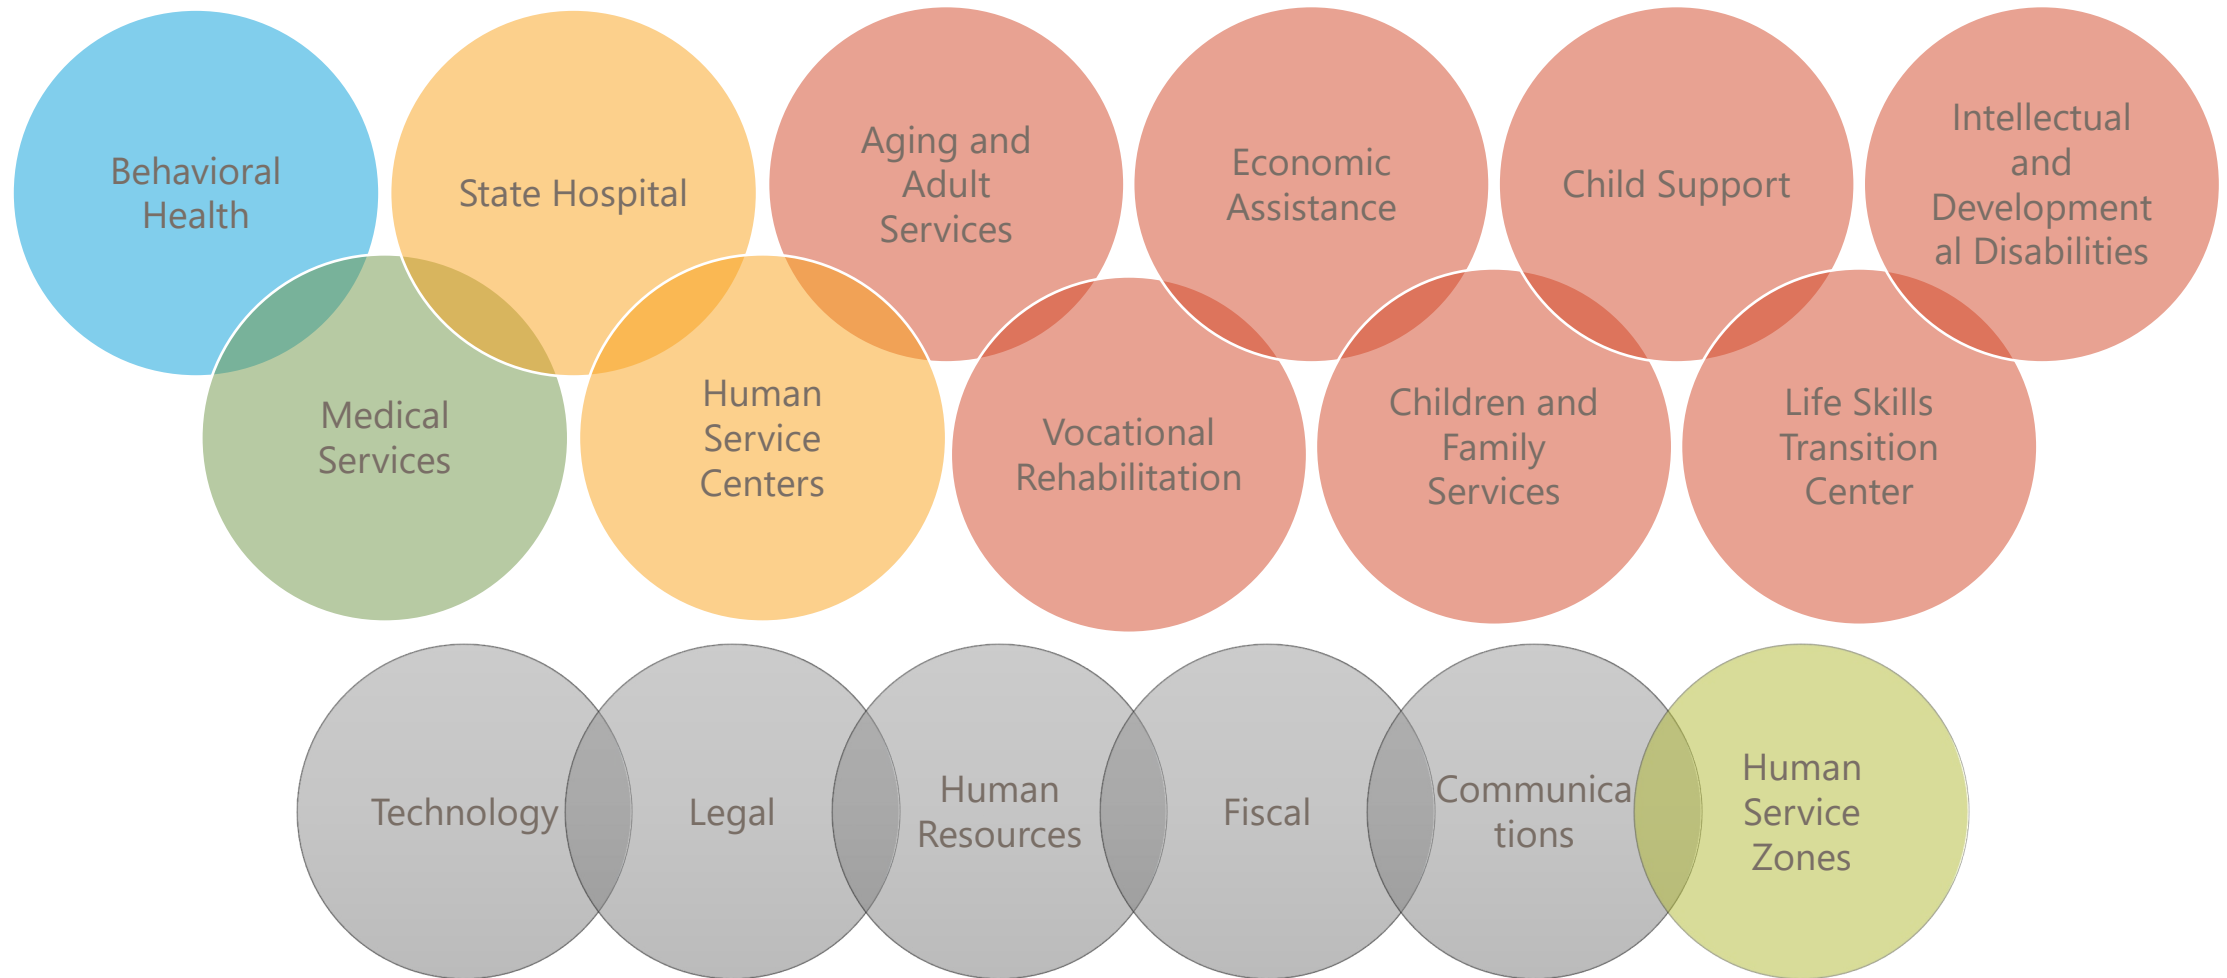 Behavioral
Health
State Hospital
Aging and
Adult
Services
Economic
Assistance
Child Support
Intellectual
and
Development
al Disabilities
Medical
Services
Human
Service
Centers
Vocational
Rehabilitation
Children and
Family
Services
Life Skills
Transition
Center
Technology
Legal
Human
Resources
Fiscal
Communica
tions
Human
Service
Zones